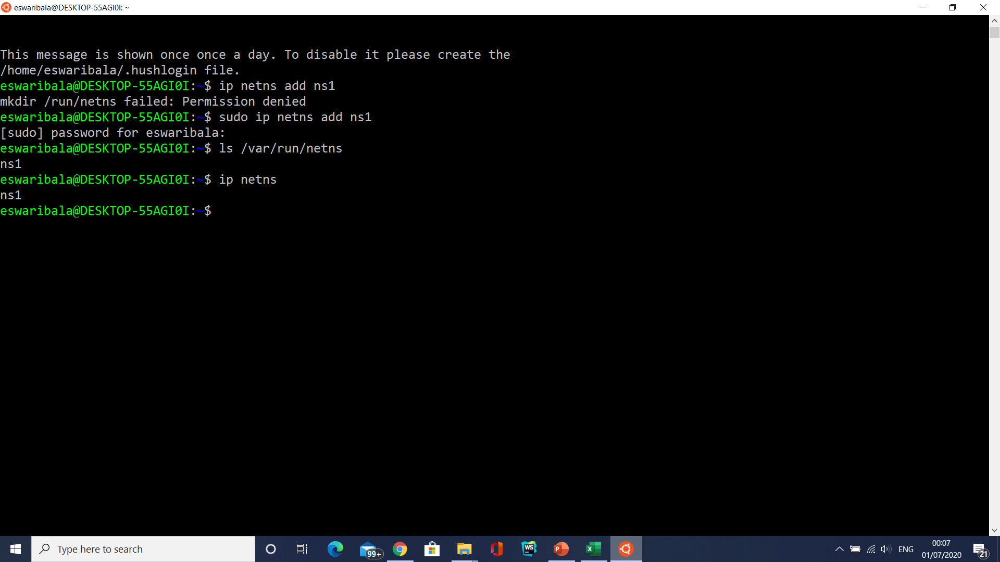 eswaribala@DESKTOP-55AGI0I: ~
This message is shown once once a day. To disable it please create the
/home/eswaribala/.hushlogin file.
eswaribala@DESKTOP-55AGI0I:~$ ip netns add ns1
mkdir /run/netns failed: Permission denied
eswaribala@DESKTOP-55AGI0I:~$ sudo ip netns add ns1
[sudo] password for eswaribala:
eswaribala@DESKTOP-55AGI0I:~$ ls /var/run/netns
ns1
eswaribala@DESKTOP-55AGI0I:~$ ip netns
ns1
eswaribala@DESKTOP-55AGI0I:~$
Type here to search
99+
WS
P
X
ENG
00:07
01/07/2020
21